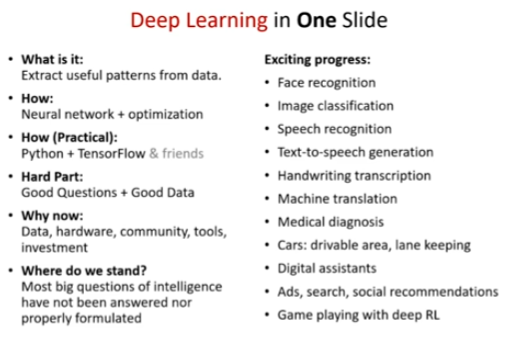 Deep Learning in One Slide
• What is it:
Extract useful patterns from data.
• How:
Neural network + optimization
• How (Practical):
Python + TensorFlow & friends
• Hard Part:
Good Questions + Good Data
• Why now:
Data, hardware, community, tools,
investment
• Where do we stand?
Most big questions of intelligence
have not been answered nor
properly formulated
Exciting progress:
• Face recognition
• Image classification
• Speech recognition
• Text-to-speech generation
• Handwriting transcription
• Machine translation
• Medical diagnosis
• Cars: drivable area, lane keeping
• Digital assistants
• Ads, search, social recommendations
• Game playing with deep RL